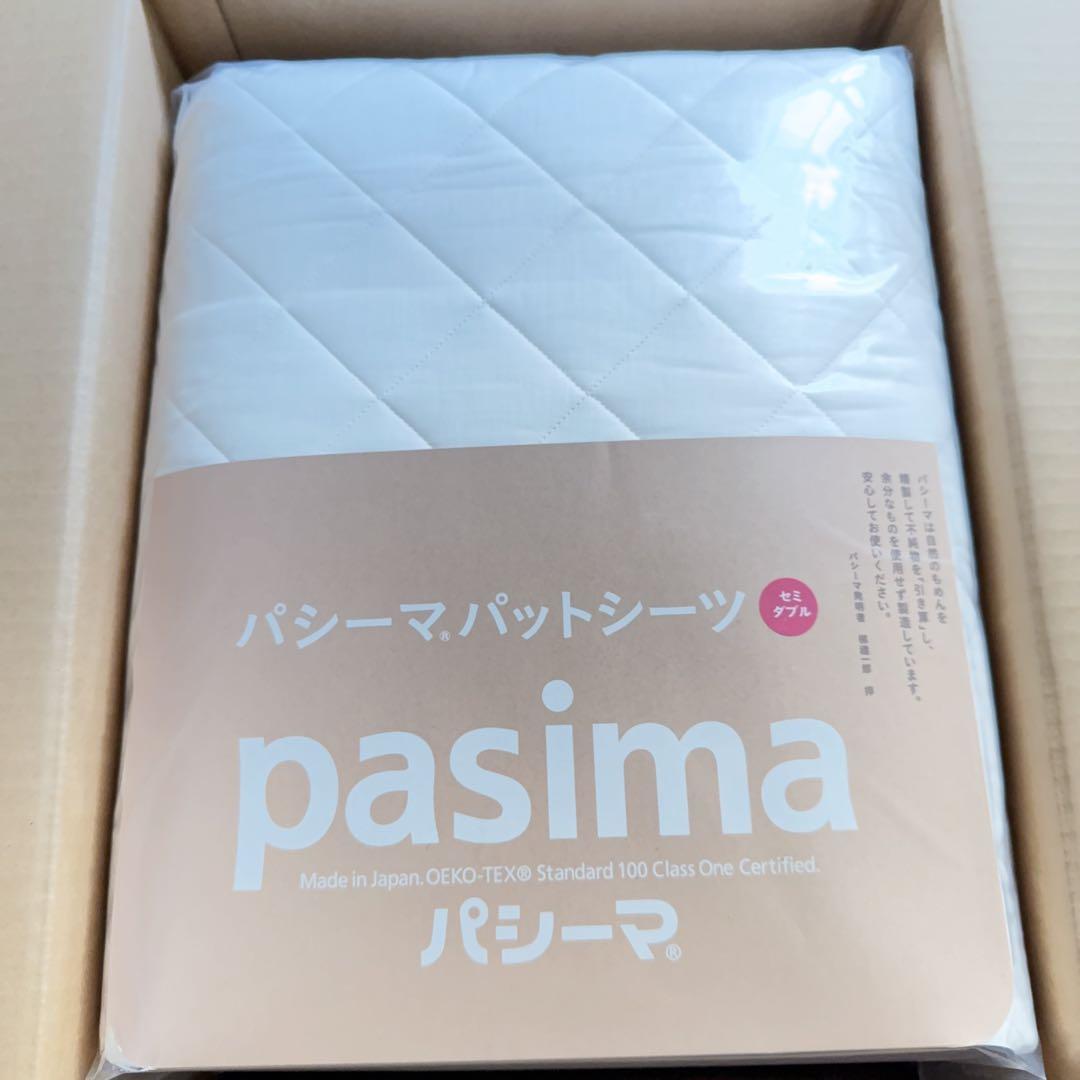 パシーマは自然のもめんを
精製して不純物を「引き算」し、
余分なものを使用せず製造しています。
安心してお使いください。
パシーマ発明者 梯邊一郎
パシーマ®パットシーツ
セミ
ダブル
pasima
Made in Japan. OEKO-TEX® Standard 100 Class One Certified.
パシーマ®